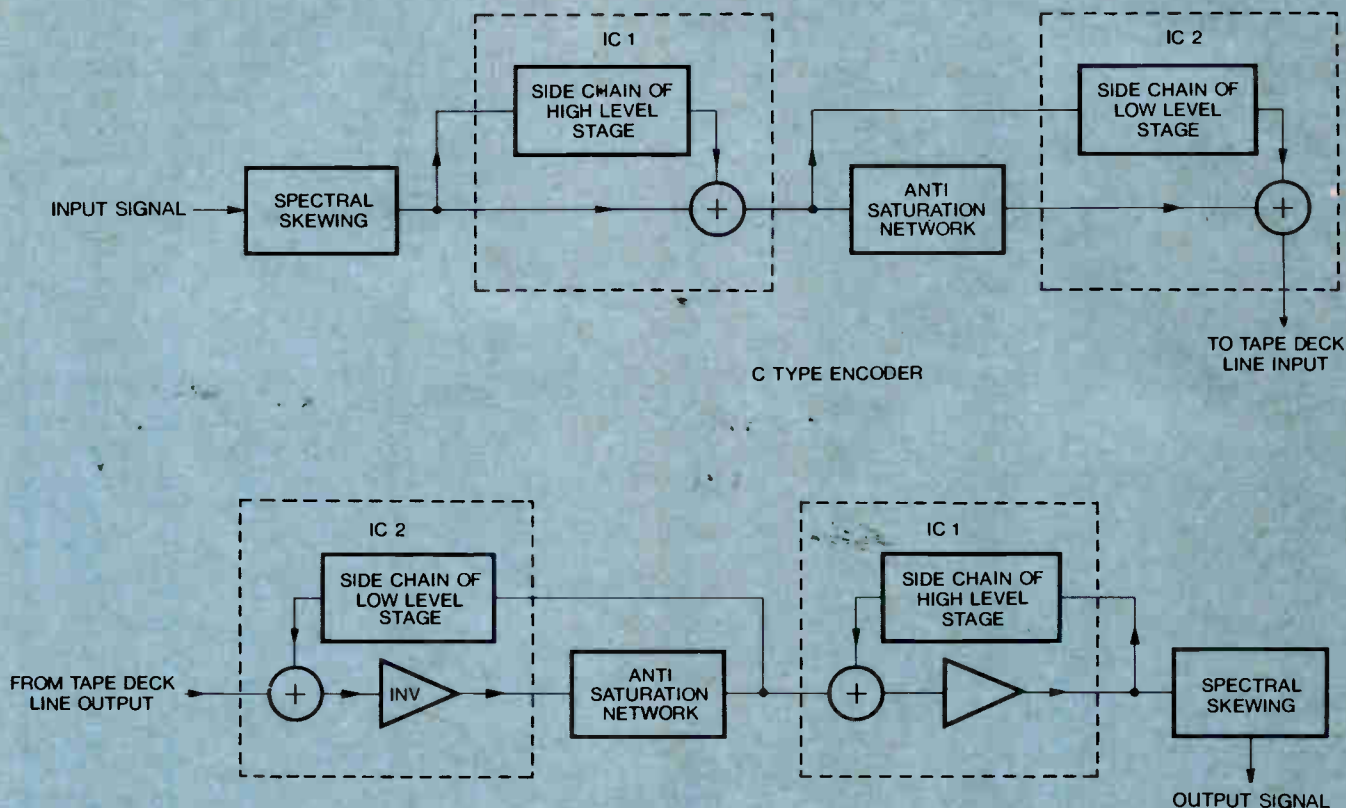 IC 1
SIDE CHAIN OF
HIGH LEVEL
STAGE
IC 2
SIDE CHAIN OF
LOW LEVEL
STAGE
INPUT SIGNAL
SPECTRAL
SKEWING
+
ANTI
SATURATION
NETWORK
+
TO TAPE DECK
LINE INPUT
C TYPE ENCODER
IC 2
SIDE CHAIN OF
LOW LEVEL
STAGE
IC 1
SIDE CHAIN OF
HIGH LEVEL
STAGE
FROM TAPE DECK
LINE OUTPUT
+
INV
ANTI
SATURATION
NETWORK
+
SPECTRAL
SKEWING
OUTPUT SIGNAL